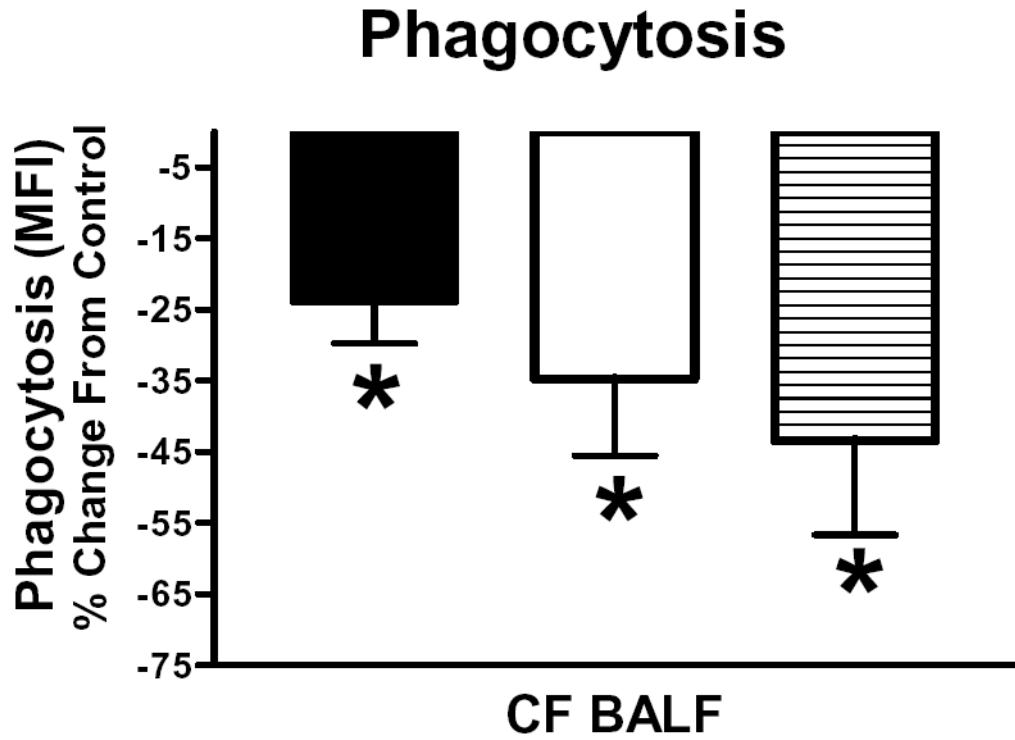 Phagocytosis
Phagocytosis (MFI)
% Change From Control
-5
-15
-25
-35
-45
-55
-65
-75
*
*
*
CF BALF